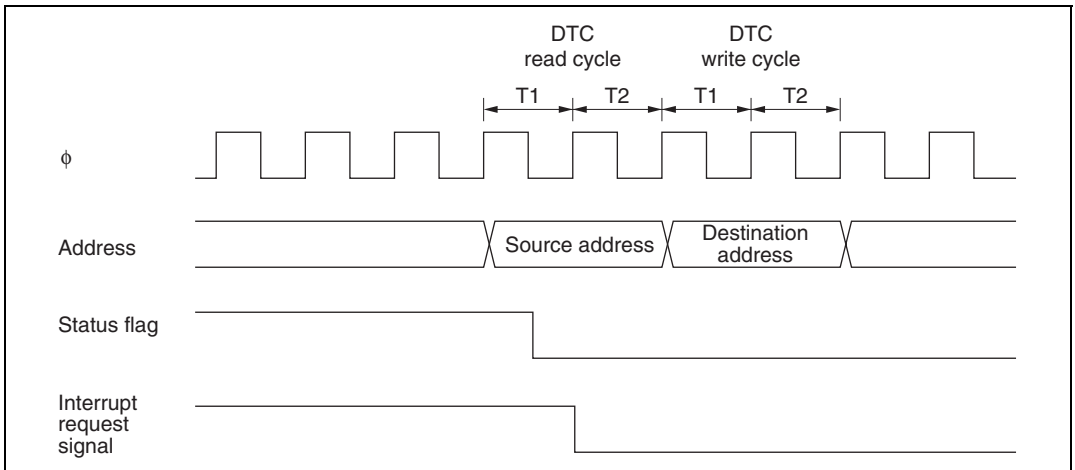 DTC
read cycle
DTC
write cycle
T1
T2
T1
T2
ϕ
Address
Source address
Destination
address
Status flag
Interrupt
request
signal